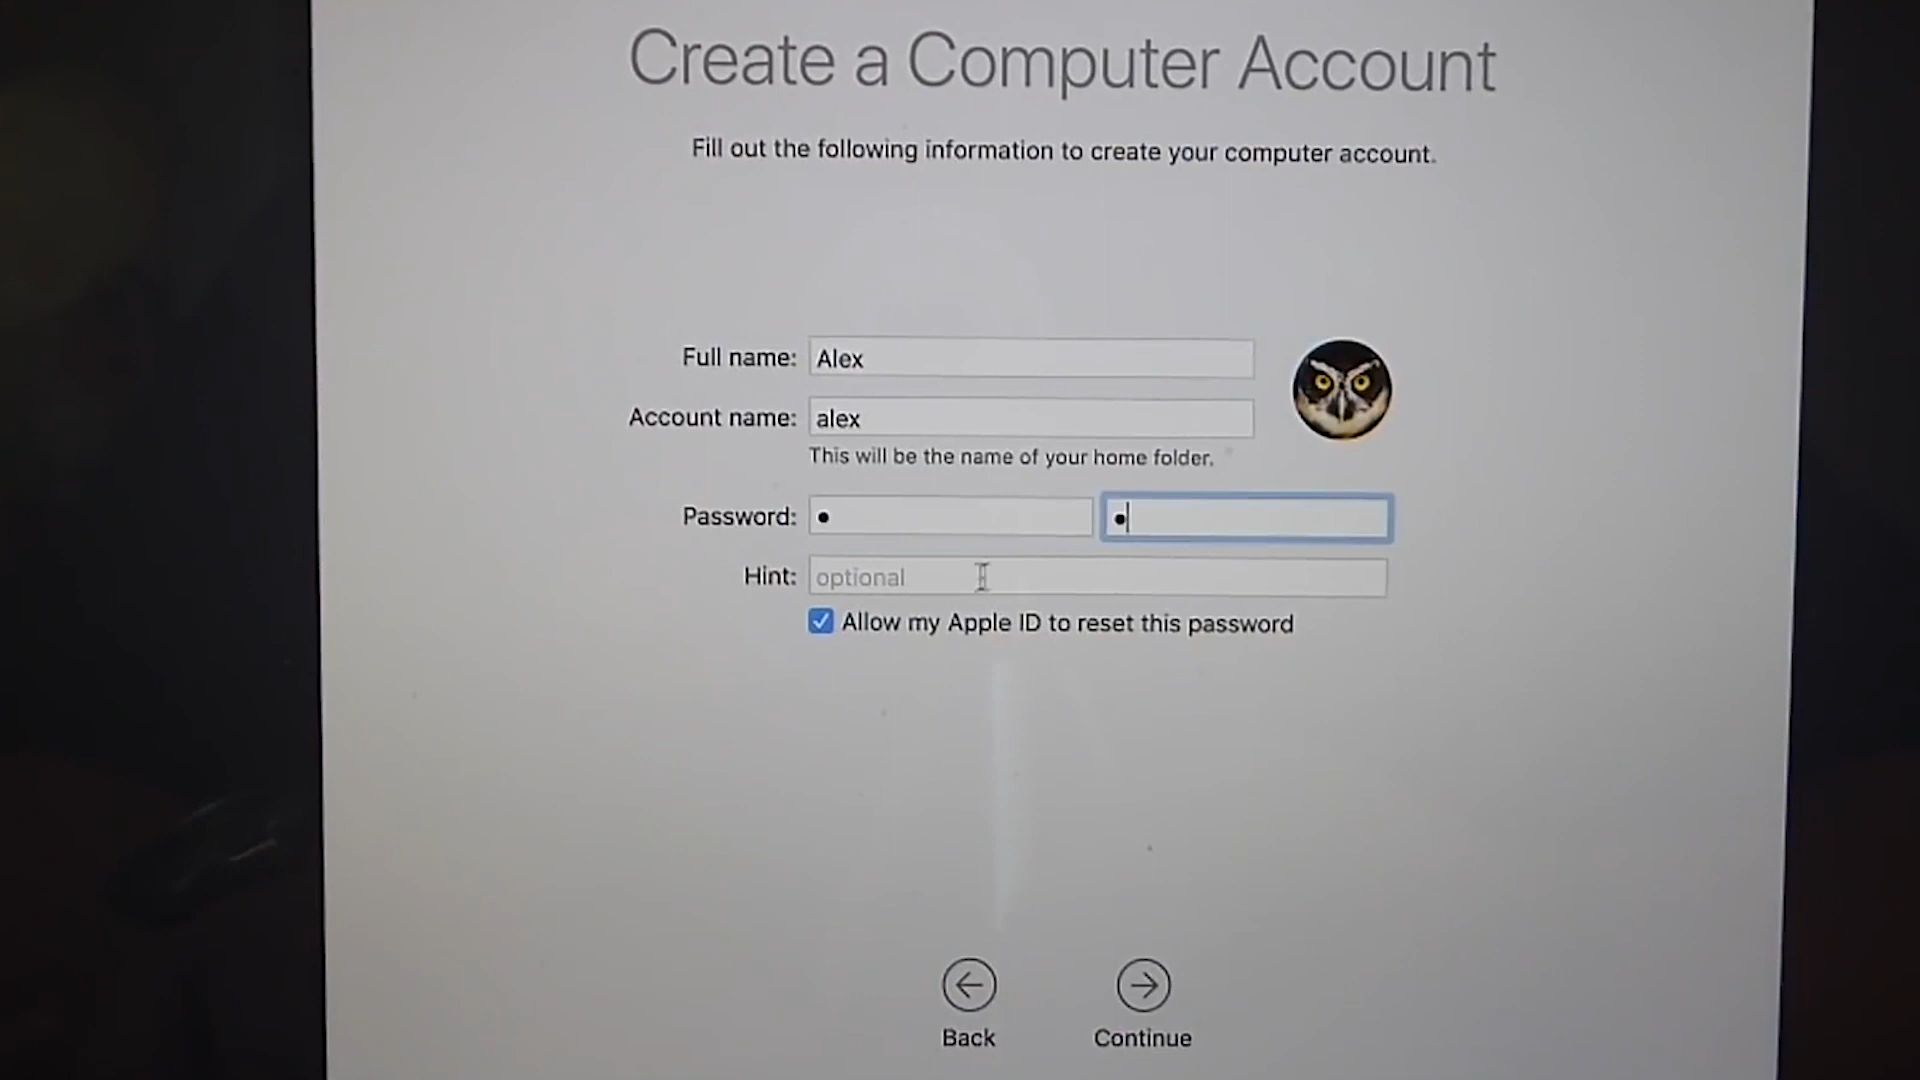 Create a Computer Account
Fill out the following information to create your computer account.
Full name: Alex
Account name: alex
This will be the name of your home folder.
Password: • •
Hint: optional
Allow my Apple ID to reset this password
Back Continue